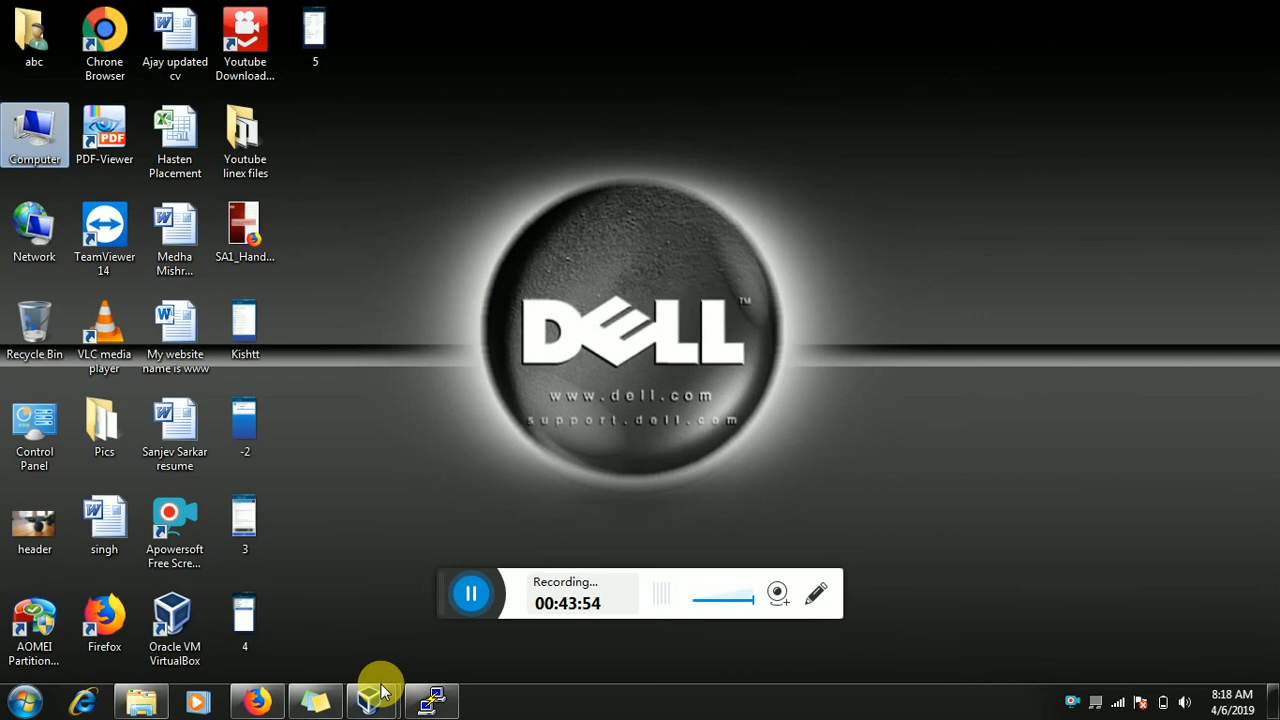 abc
Chrone
Browser
Ajay updated
cv
Youtube
Download...
5
Computer
PDF
PDF-Viewer
Hasten
Placement
Youtube
linex files
Network
TeamViewer
14
Medha
Mishr...
SA1_Hand...
Recycle Bin
VLC media
player
My website
name is www
Kishtt
DELL
™
www.dell.com
support.dell.com
Control
Panel
Pics
Sanjev Sarkar
resume
-2
header
singh
Apowersoft
Free Scre...
3
Recording...
00:43:54
AOMEI
Partition...
Firefox
Oracle VM
VirtualBox
4
8:18 AM
4/6/2019